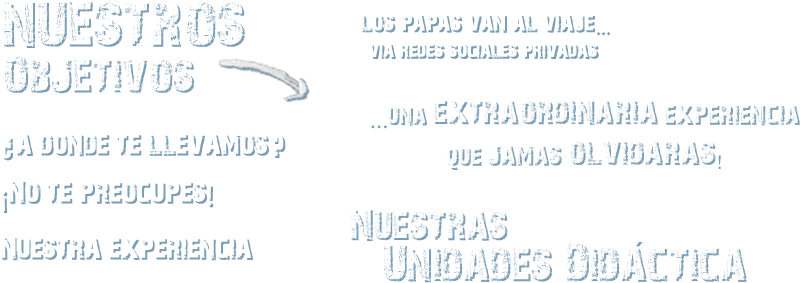 NUESTROS
OBJETIVOS
¿A DONDE TE LLEVAMOS?
¡NO TE PREOCUPES!
NUESTRA EXPERIENCIA
LOS PAPAS VAN AL VIAJE...
VIA REDES SOCIALES PRIVADAS
...UNA EXTRAORDINARIA EXPERIENCIA
QUE JAMAS OLVIDARAS!
NUESTRAS
UNIDADES DIDÁCTICA